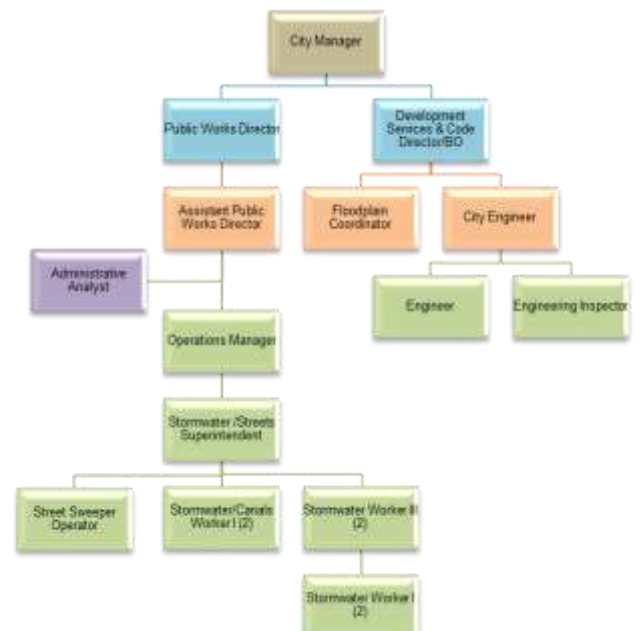 City Manager
Public Works Director
Development
Services & Code
Director/BO
Assistant Public
Works Director
Floodplain
Coordinator
City Engineer
Administrative
Analyst
Engineer
Engineering Inspector
Operations Manager
Stormwater /Streets
Superintendent
Street Sweeper
Operator
Stormwater/Canals
Worker I (2)
Stormwater Worker III
(2)
Stormwater Worker I
(2)